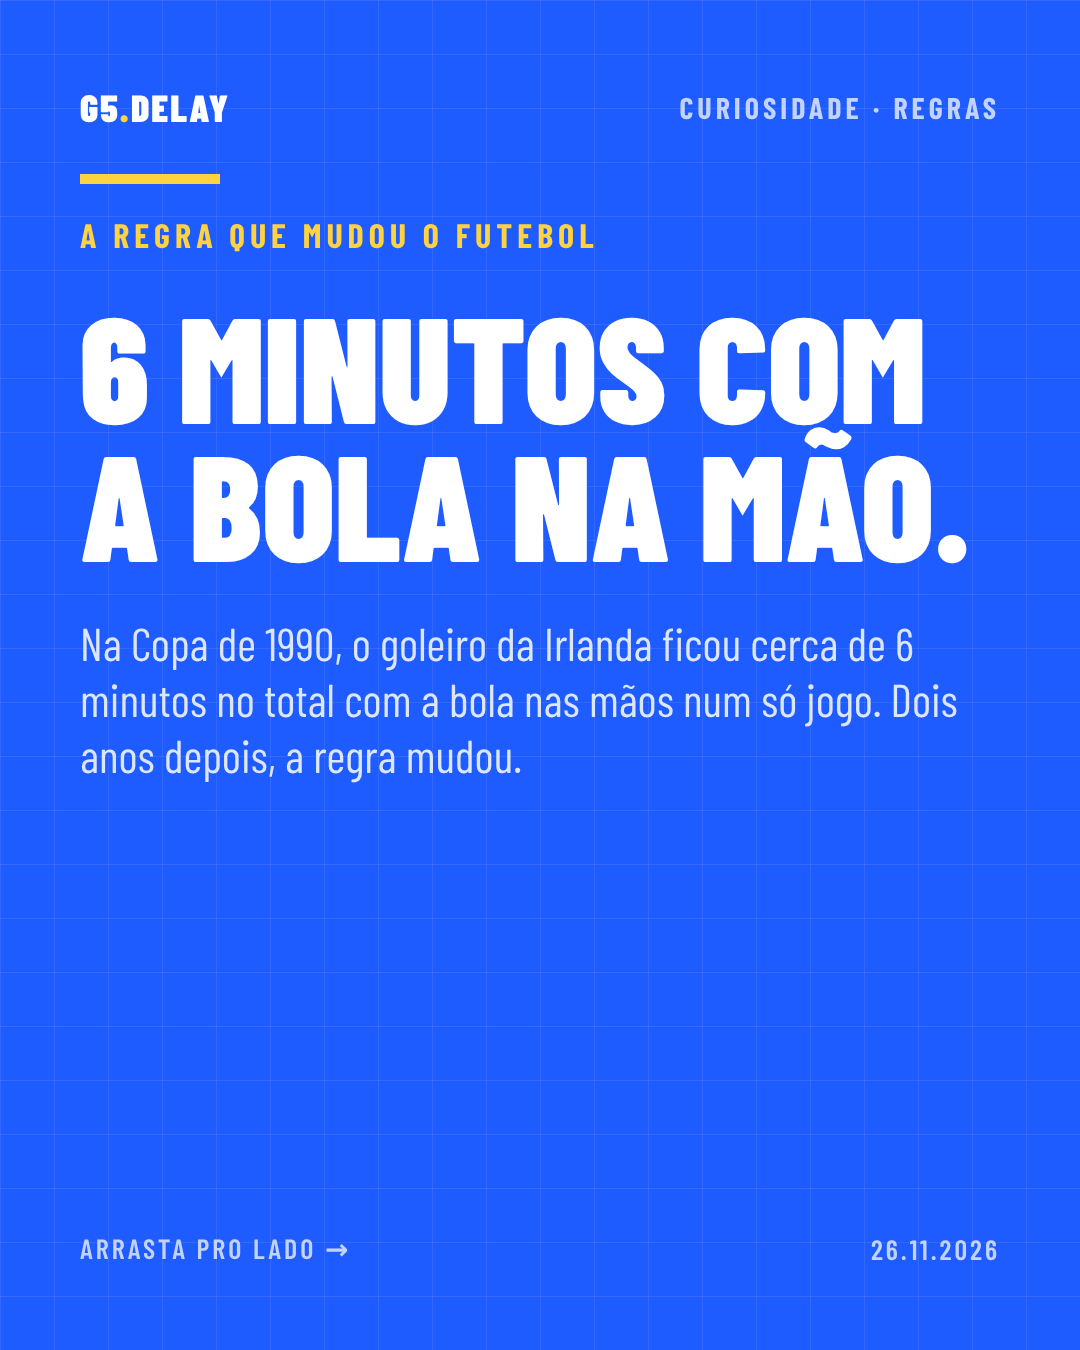 G5.DELAY
CURIOSIDADE · REGRAS
A REGRA QUE MUDOU O FUTEBOL
6 MINUTOS COM
A BOLA NA MÃO.
Na Copa de 1990, o goleiro da Irlanda ficou cerca de 6
minutos no total com a bola nas mãos num só jogo. Dois
anos depois, a regra mudou.
ARRASTA PRO LADO →
26.11.2026